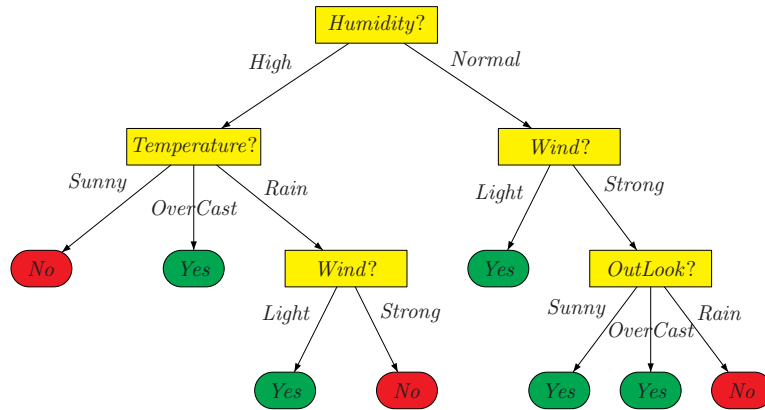 Humidity?
High
Normal
Temperature?
Wind?
Sunny
OverCast
Rain
Light
Strong
No
Yes
Wind?
Yes
OutLook?
Light
Strong
Sunny
OverCast
Rain
Yes
No
Yes
Yes
No